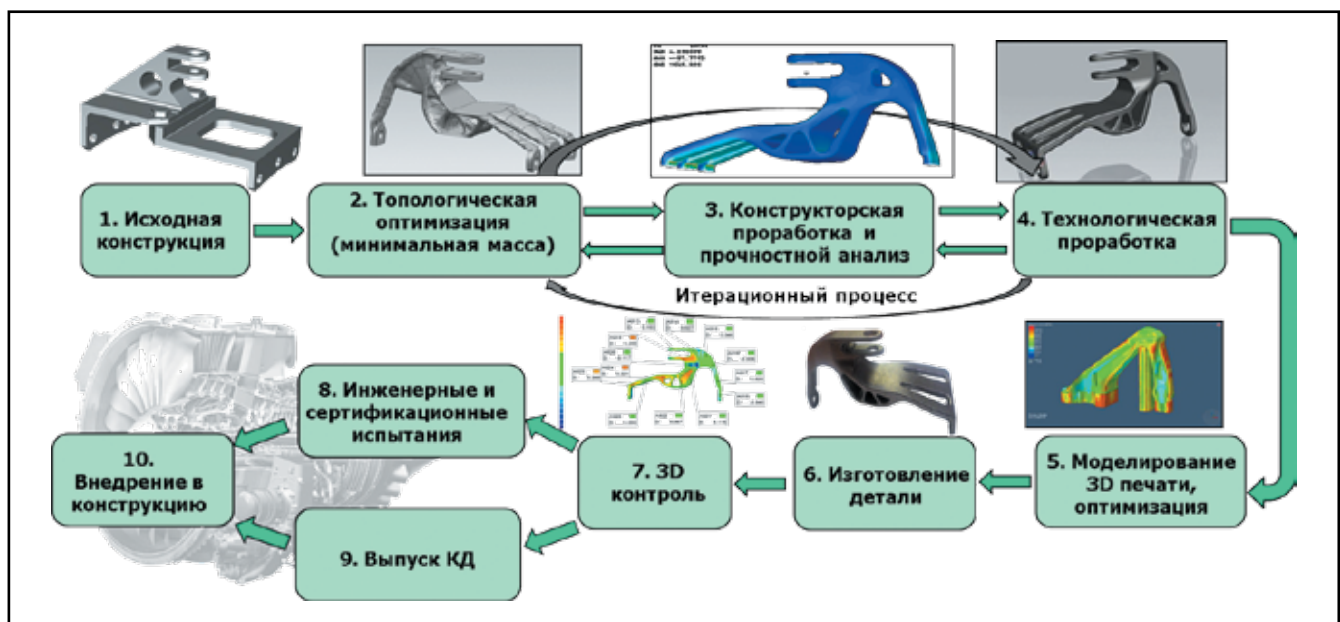 1. Исходная
конструкция
2. Топологическая
оптимизация
(минимальная масса)
3. Конструкторская
проработка и
прочностной анализ
4. Технологическая
проработка
Итерационный процесс
5. Моделирование
3D печати,
оптимизация
6. Изготовление
детали
7. 3D
контроль
8. Инженерные и
сертификационные
испытания
9. Выпуск КД
10.
Внедрение в
конструкцию